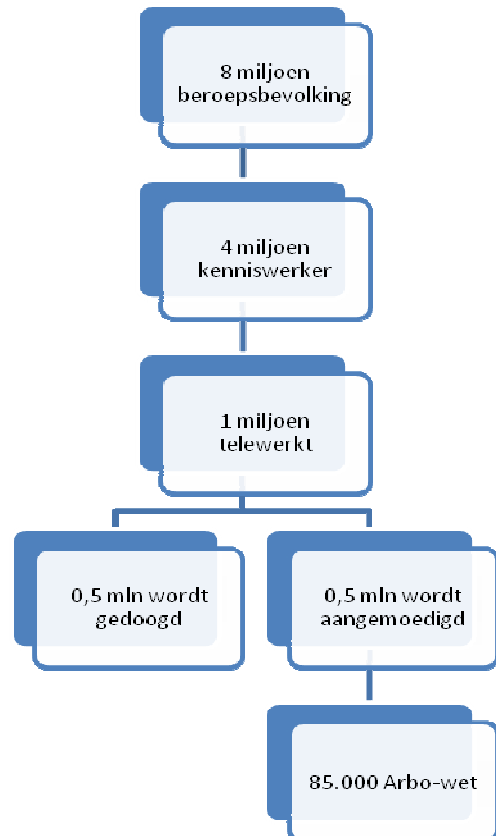 8 miljoen
beroepsbevolking
4 miljoen
kenniswerker
1 miljoen
telewerkt
0,5 mln wordt
gedoogd
0,5 mln wordt
aangemoedigd
85.000 Arbo-wet